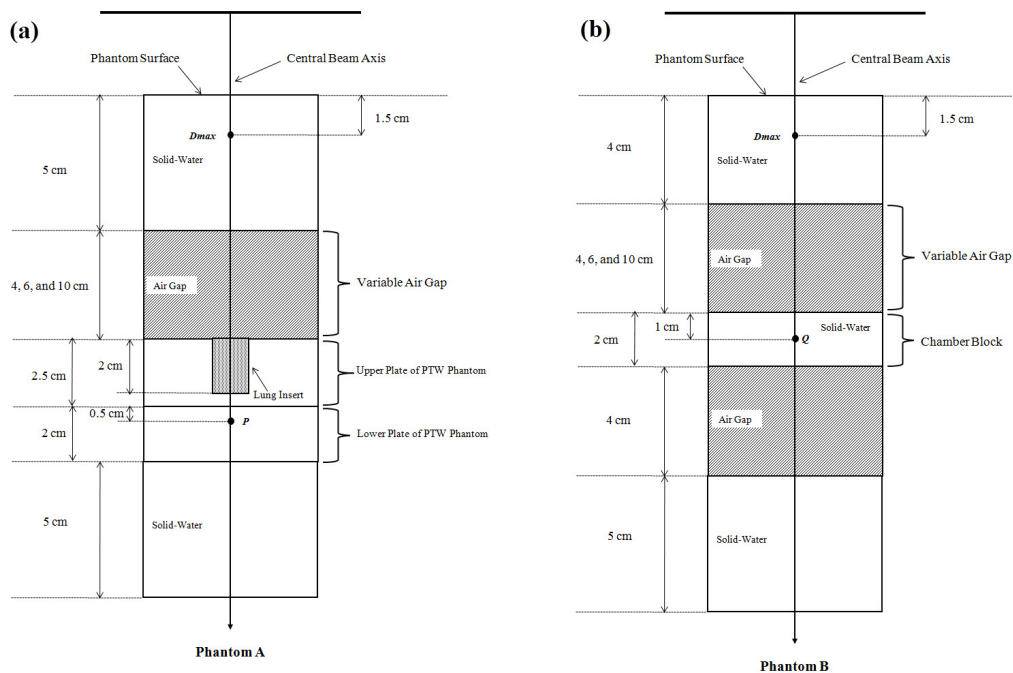 (a)
Phantom Surface
Central Beam Axis
1.5 cm
Dmax
Solid-Water
5 cm
4, 6, and 10 cm
Air Gap
Variable Air Gap
2 cm
2.5 cm
Lung Insert
Upper Plate of PTW Phantom
0.5 cm
P
2 cm
Lower Plate of PTW Phantom
5 cm
Solid-Water
Phantom A
(b)
Phantom Surface
Central Beam Axis
1.5 cm
Dmax
Solid-Water
4 cm
4, 6, and 10 cm
Air Gap
Variable Air Gap
1 cm
Solid-Water
2 cm
Q
Chamber Block
4 cm
Air Gap
5 cm
Solid-Water
Phantom B